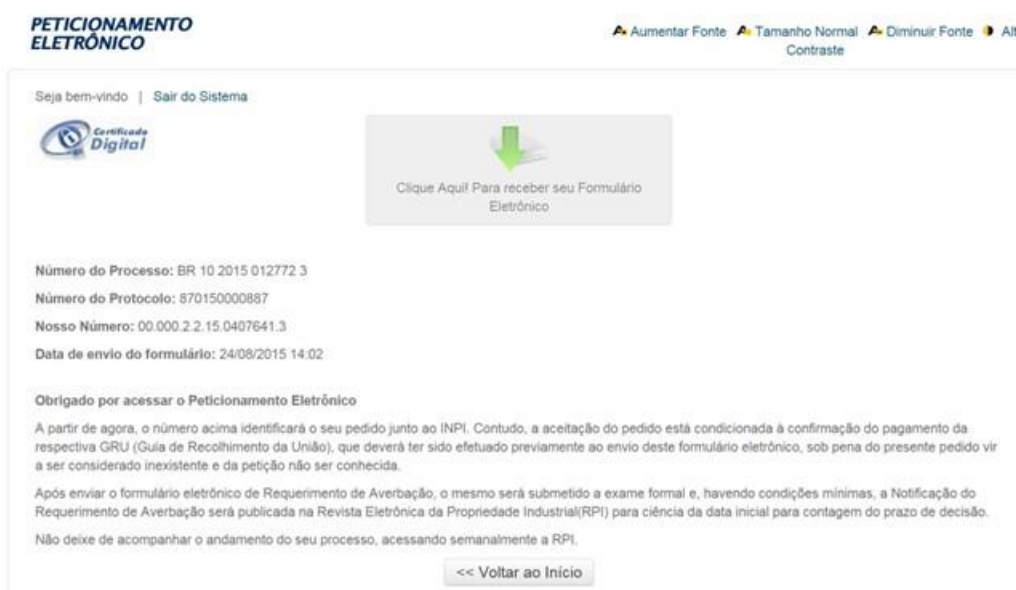 PETICIONAMENTO
ELETRÔNICO
A- Aumentar Fonte A- Tamanho Normal A- Diminuir Fonte Alt
Contraste
Seja bem-vindo | Sair do Sistema
Certificado
Digital
Clique Aqui! Para receber seu Formulário
Eletrônico
Número do Processo: BR 10 2015 012772 3
Número do Protocolo: 870150000887
Nosso Número: 00.000.2.2.15.0407641.3
Data de envio do formulário: 24/08/2015 14:02
Obrigado por acessar o Peticionamento Eletrônico
A partir de agora, o número acima identificará o seu pedido junto ao INPI. Contudo, a aceitação do pedido está condicionada à confirmação do pagamento da
respectiva GRU (Guia de Recolhimento da União), que deverá ter sido efetuado previamente ao envio deste formulário eletrônico, sob pena do presente pedido vir
a ser considerado inexistente e da petição não ser conhecida.
Após enviar o formulário eletrônico de Requerimento de Averbação, o mesmo será submetido a exame formal e, havendo condições mínimas, a Notificação do
Requerimento de Averbação será publicada na Revista Eletrônica da Propriedade Industrial(RPI) para ciência da data inicial para contagem do prazo de decisão.
Não deixe de acompanhar o andamento do seu processo, acessando semanalmente a RPI.
<< Voltar ao Início